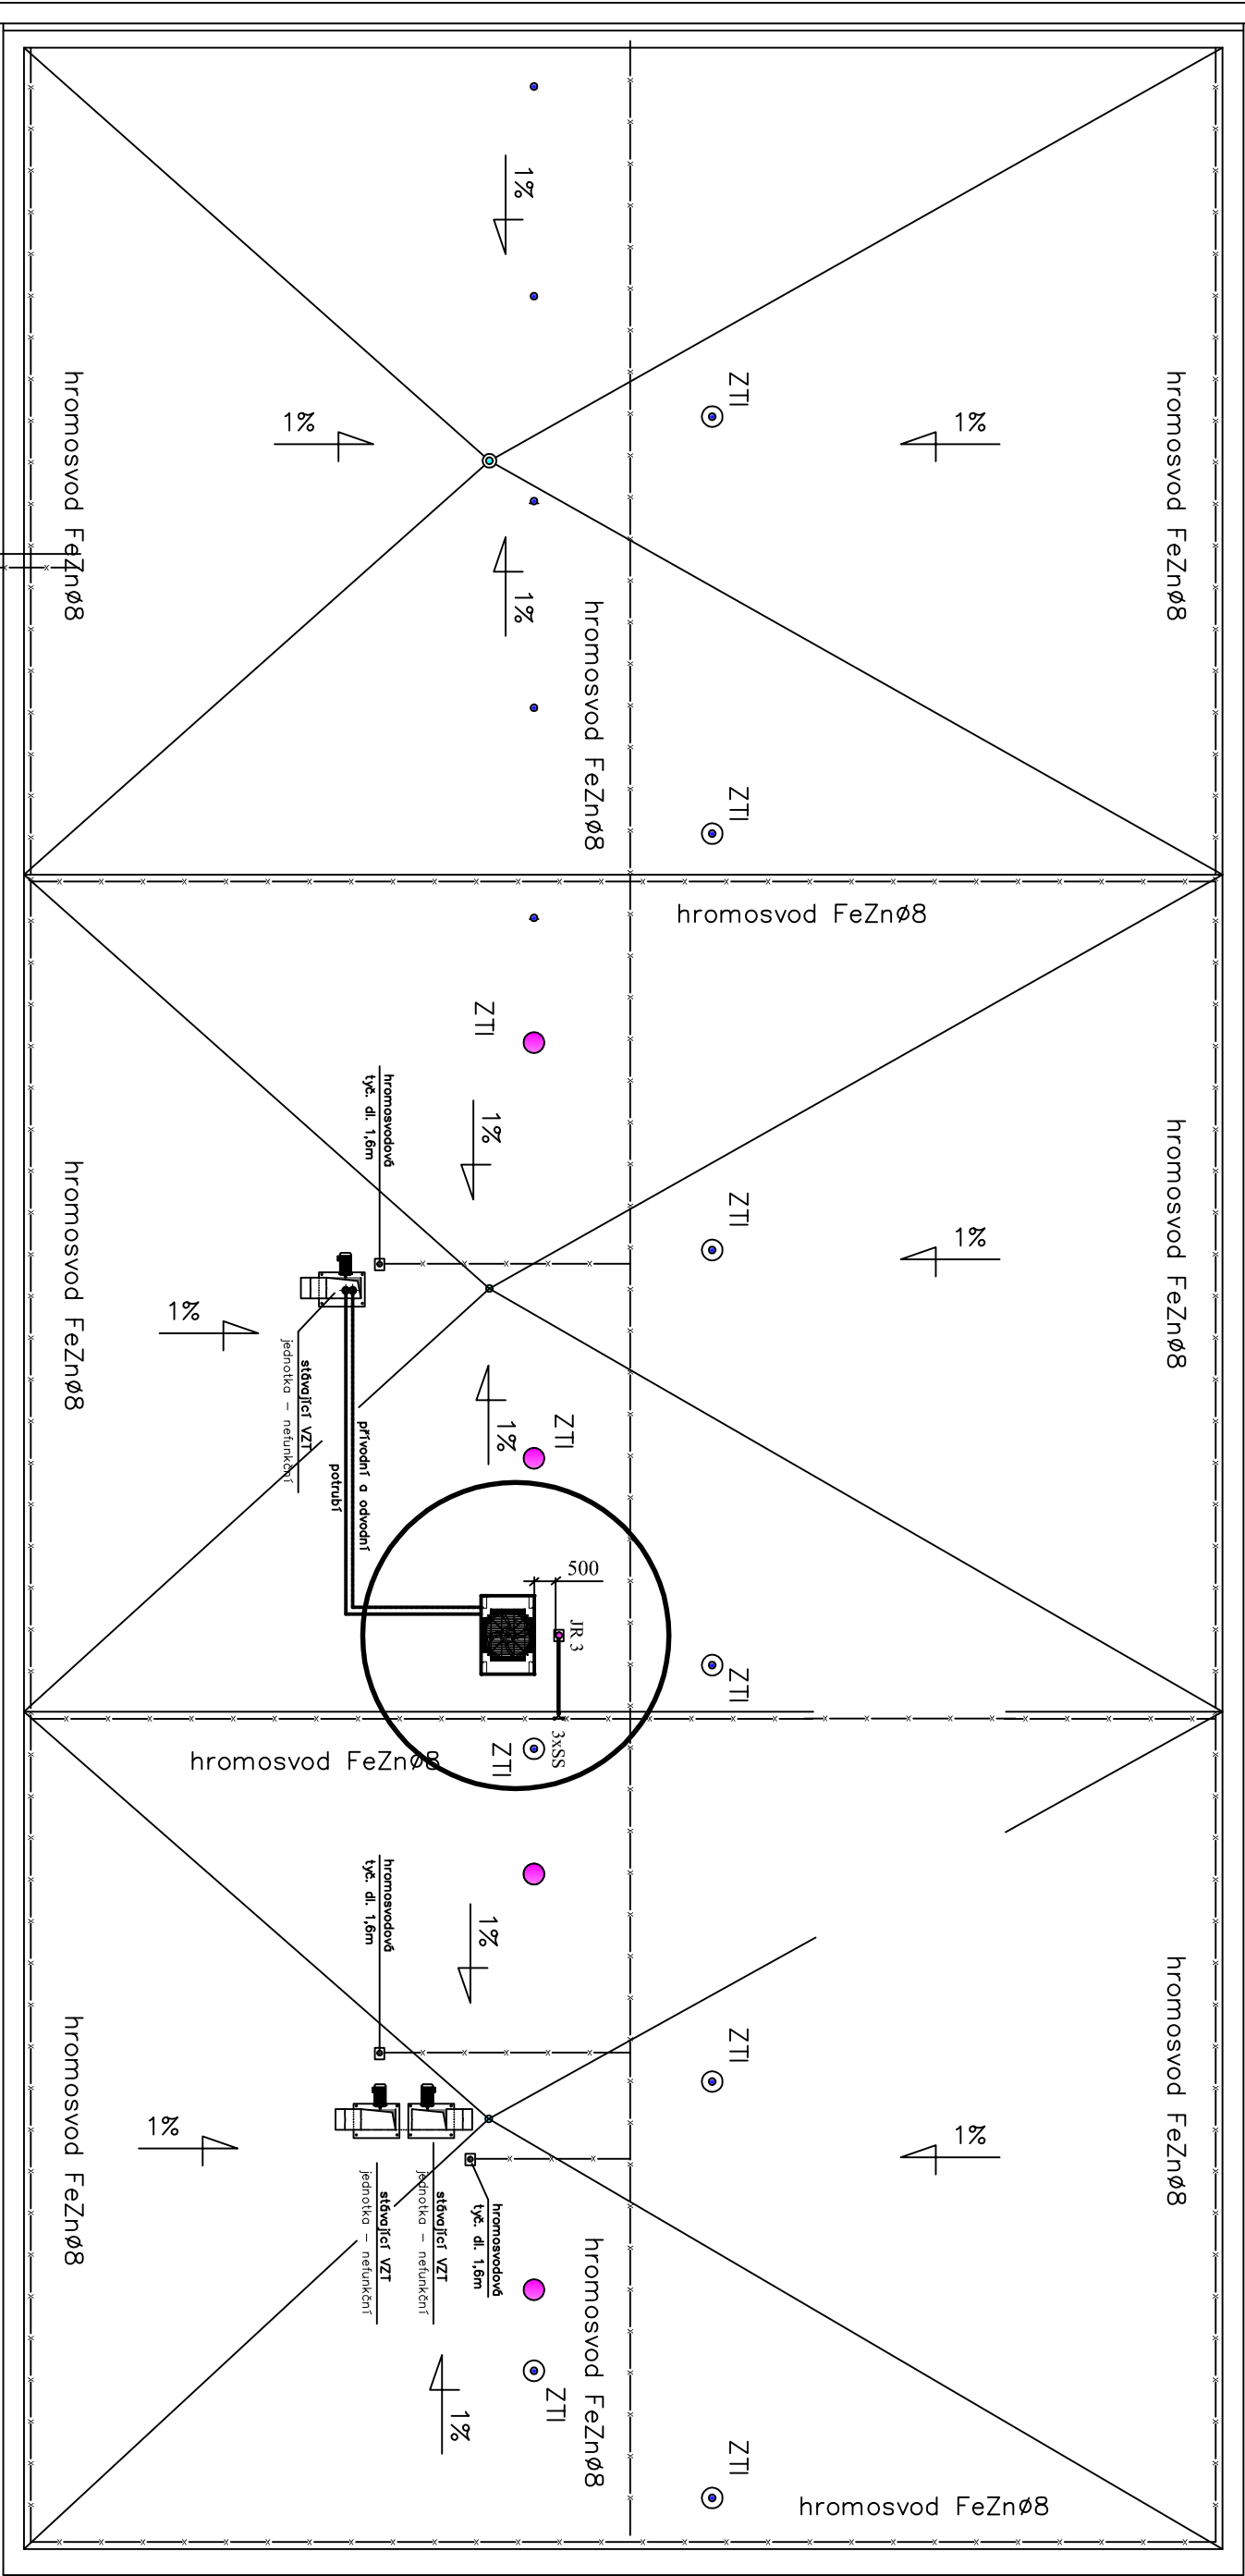 1%
ZTI
hromosvod FeZnø8
1%
hromosvod FeZnø8
1%
1%
hromosvod FeZnø8
ZTI
hromosvod FeZnø8
ZTI
hromosvodová
tyč. dl. 1,6m
1%
ZTI
1%
hromosvod FeZnø8
hromosvod FeZnø8
1%
stávající VZT
jednotka – nefunkční
přívodní a odvodní
potrubí
1%
ZTI
500
JR 3
ZTI
3xSS
ZTI
hromosvod FeZnø8
hromosvodová
tyč. dl. 1,6m
1%
ZTI
hromosvod FeZnø8
hromosvod FeZnø8
1%
1%
stávající VZT
jednotka – nefunkční
stávající VZT
jednotka – nefunkční
hromosvodová
tyč. dl. 1,6m
hromosvod FeZnø8
ZTI
1%
ZTI
hromosvod FeZnø8